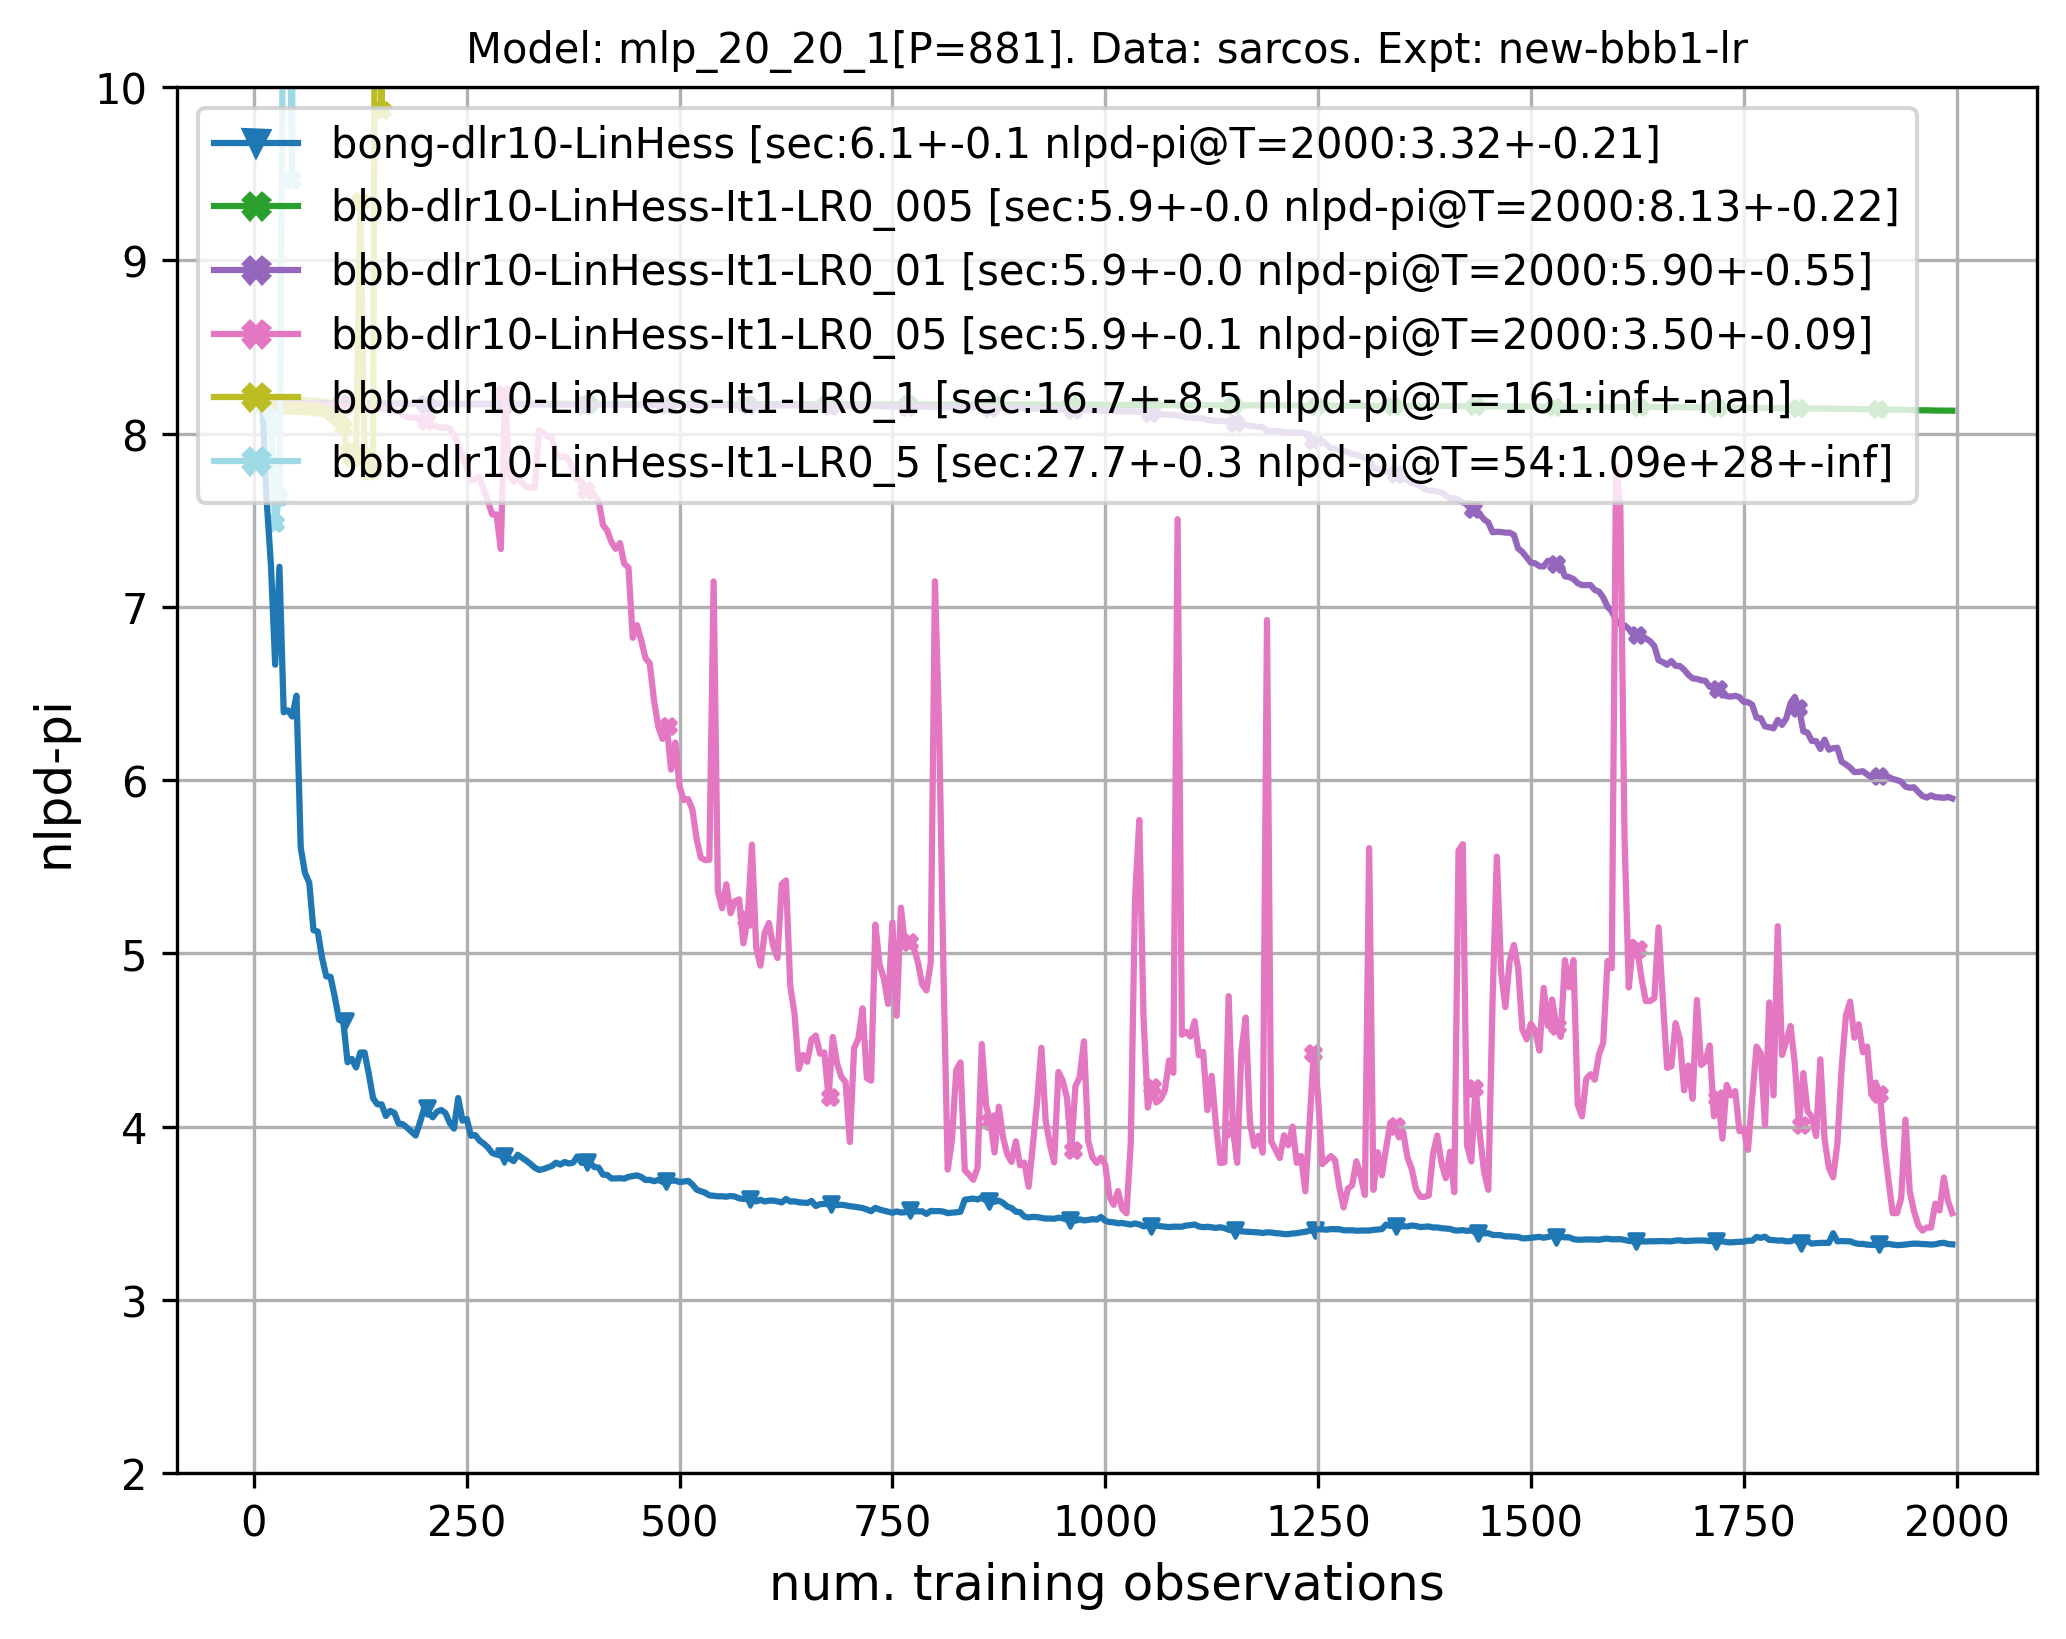 Model: mlp_20_20_1[P=881]. Data: sarcos. Expt: new-bbb1-lr
bong-dlr10-LinHess [sec:6.1+-0.1 nlpd-pi@T=2000:3.32+-0.21]
bbb-dlr10-LinHess-It1-LR0_005 [sec:5.9+-0.0 nlpd-pi@T=2000:8.13+-0.22]
bbb-dlr10-LinHess-It1-LR0_01 [sec:5.9+-0.0 nlpd-pi@T=2000:5.90+-0.55]
bbb-dlr10-LinHess-It1-LR0_05 [sec:5.9+-0.1 nlpd-pi@T=2000:3.50+-0.09]
bbb-dlr10-LinHess-It1-LR0_1 [sec:16.7+-8.5 nlpd-pi@T=161:inf+-nan]
bbb-dlr10-LinHess-It1-LR0_5 [sec:27.7+-0.3 nlpd-pi@T=54:1.09e+28+-inf]
10
9
8
7
6
5
4
3
2
nlpd-pi
0 250 500 750 1000 1250 1500 1750 2000
num. training observations